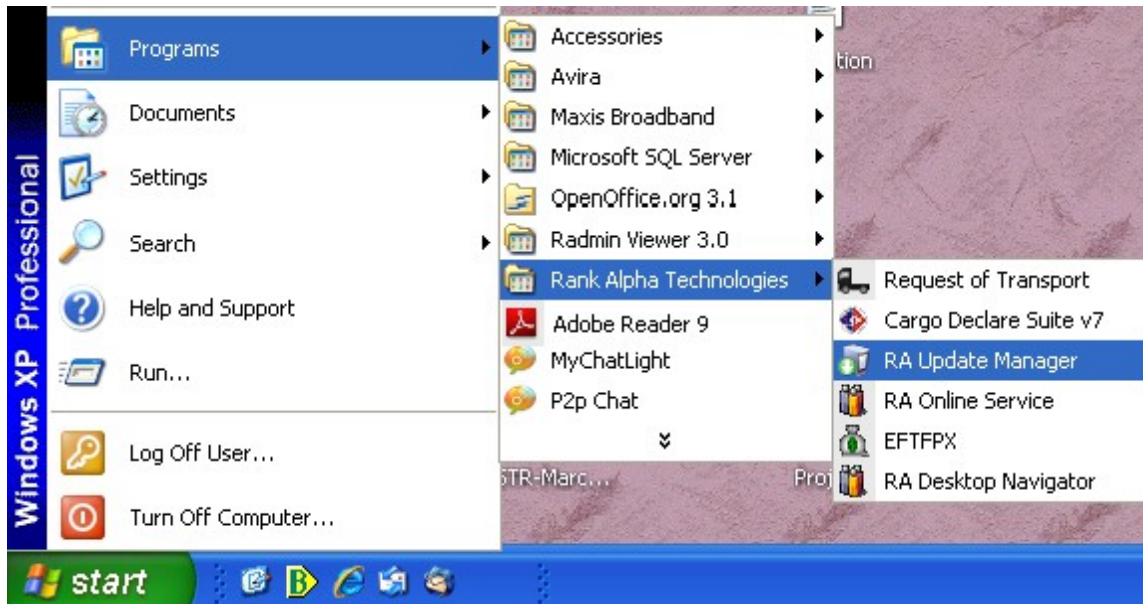 Windows XP Professional
Programs
Documents
Settings
Search
Help and Support
Run...
Log Off User...
Turn Off Computer...
Accessories
Avira
Maxis Broadband
Microsoft SQL Server
OpenOffice.org 3.1
Radmin Viewer 3.0
Rank Alpha Technologies
Adobe Reader 9
MyChatLight
P2p Chat
Request of Transport
Cargo Declare Suite v7
RA Update Manager
RA Online Service
EFTFPX
RA Desktop Navigator
tion
STR-Marc...
Proj
start